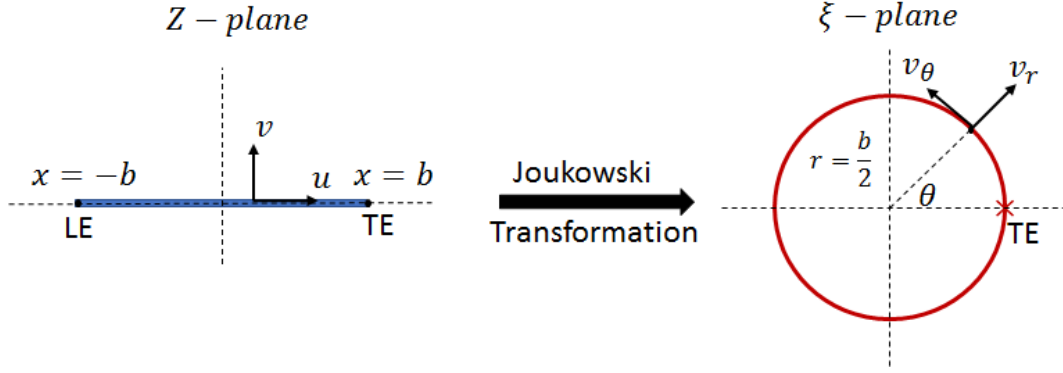 Z − plane
v
x = −b
u
x = b
LE
TE
Joukowski
Transformation
ξ − plane
v_θ
v_r
r = b/2
θ
TE